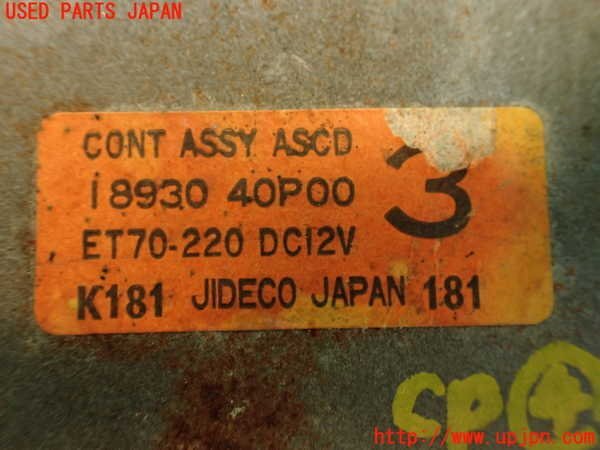 USED PARTS JAPAN
CONT ASSY ASCD
18930 40P00
3
ET70-220 DC12V
K181 JIDECO JAPAN 181
CP4
http://www.upjpn.com/